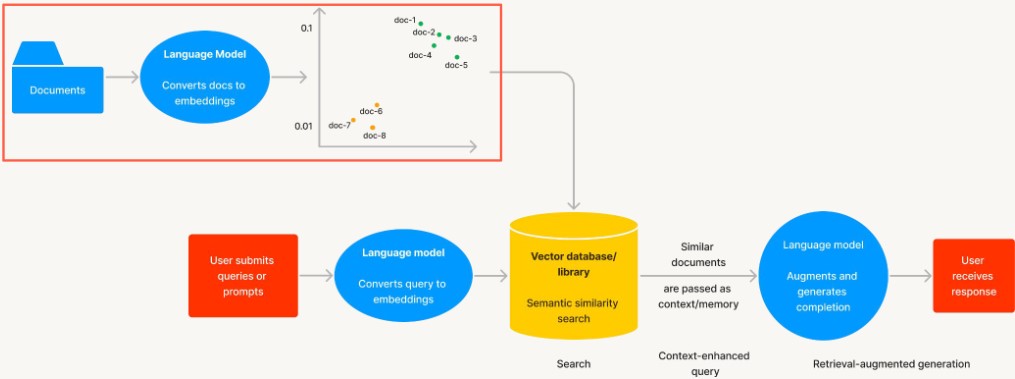 0.1
doc-1
doc-2
doc-3
doc-4
doc-5
Language Model
Documents
Converts docs to
embeddings
doc-6
doc-7
doc-8
0.01
User submits
queries or
prompts
Language model
Converts query to
embeddings
Vector database/
library
Semantic similarity
search
Similar
documents
are passed as
context/memory
Language model
Augments and
generates
completion
User
receives
response
Search
Context-enhanced
query
Retrieval-augmented generation